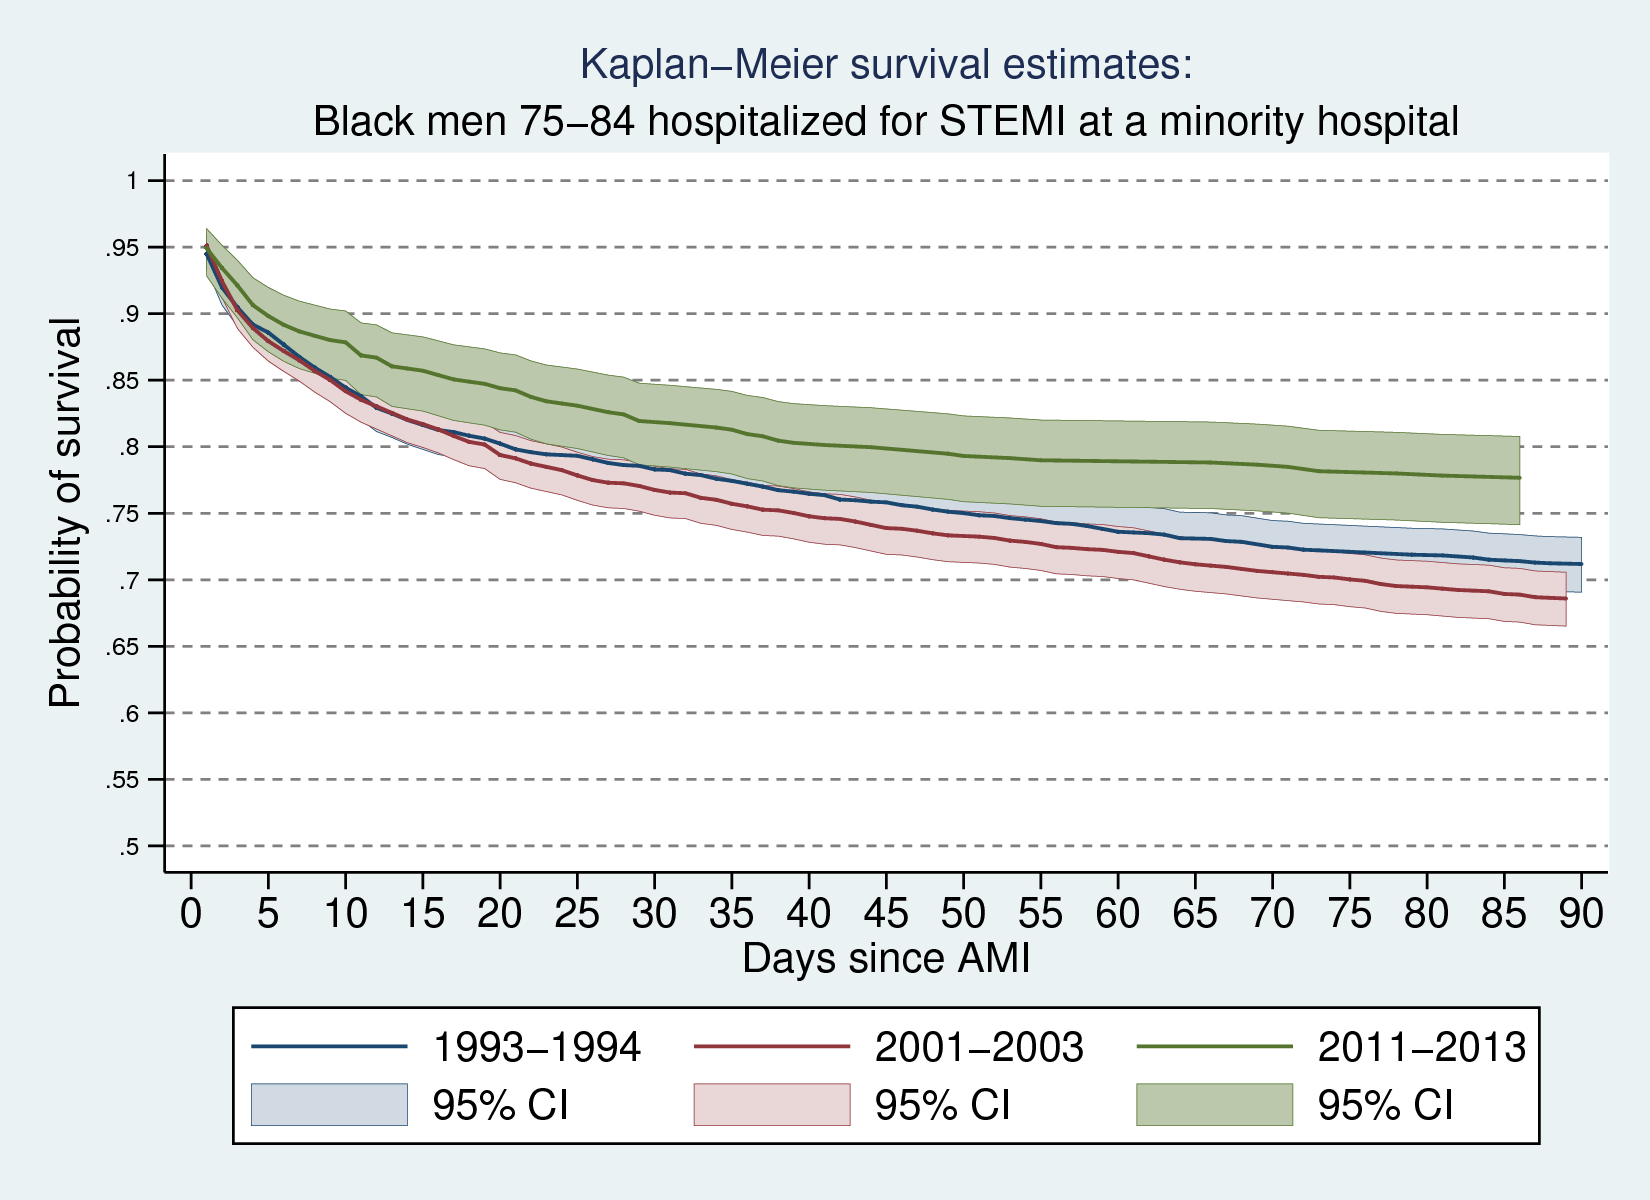 Kaplan−Meier survival estimates:
Black men 75−84 hospitalized for STEMI at a minority hospital
Probability of survival
1
.95
.9
.85
.8
.75
.7
.65
.6
.55
.5
0 5 10 15 20 25 30 35 40 45 50 55 60 65 70 75 80 85 90
Days since AMI
1993−1994 2001−2003 2011−2013
95% CI 95% CI 95% CI